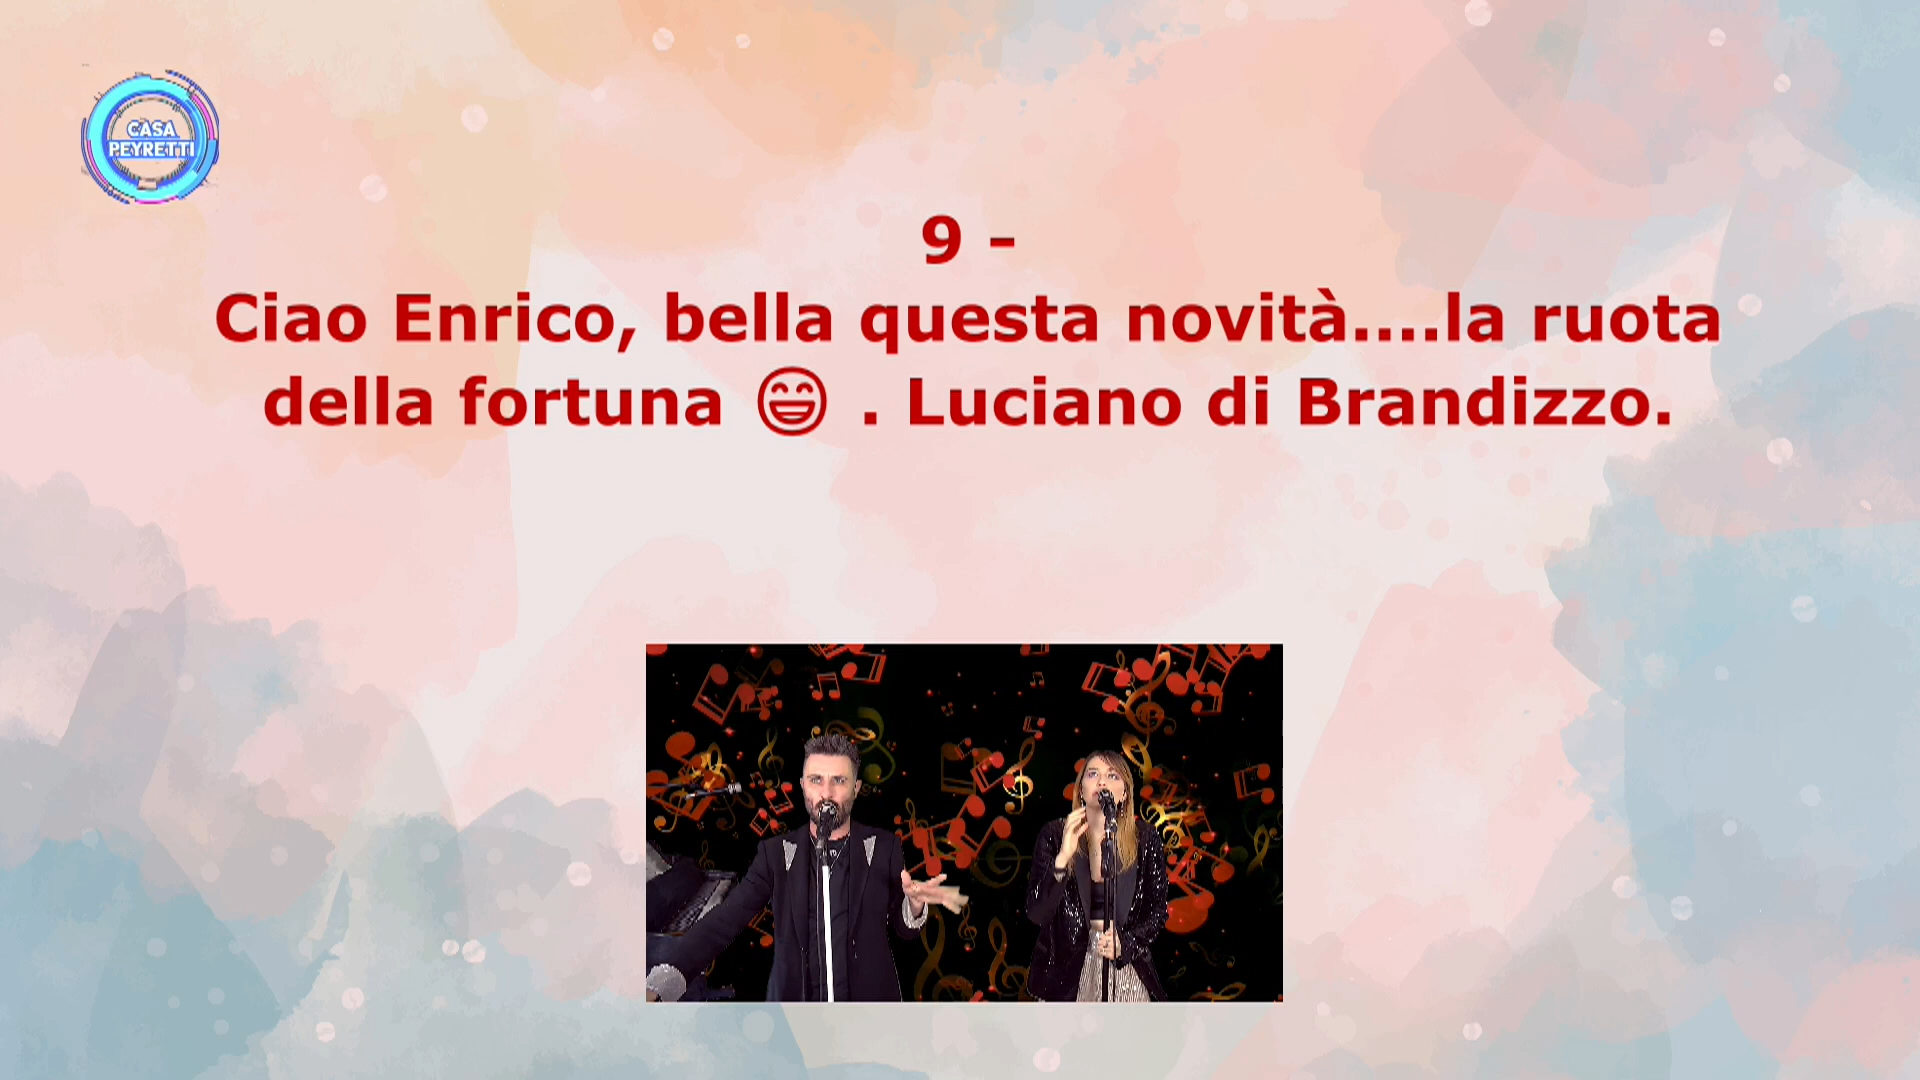 CASA
PEYRETTI
9 -
Ciao Enrico, bella questa novità....la ruota
della fortuna 😄 . Luciano di Brandizzo.